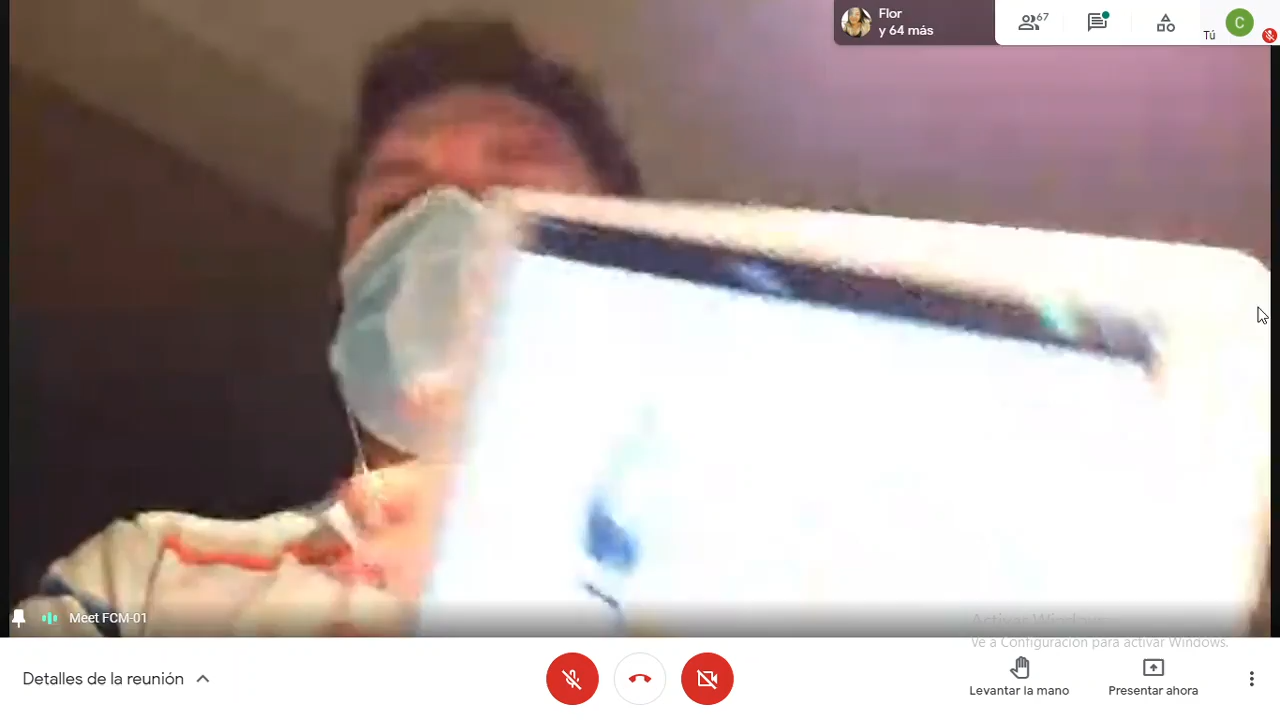 Flor
y 64 más
67
C
Tú
Meet FCM-01
Activar Windows
Ve a Configuración para activar Windows.
Detalles de la reunión
Levantar la mano
Presentar ahora